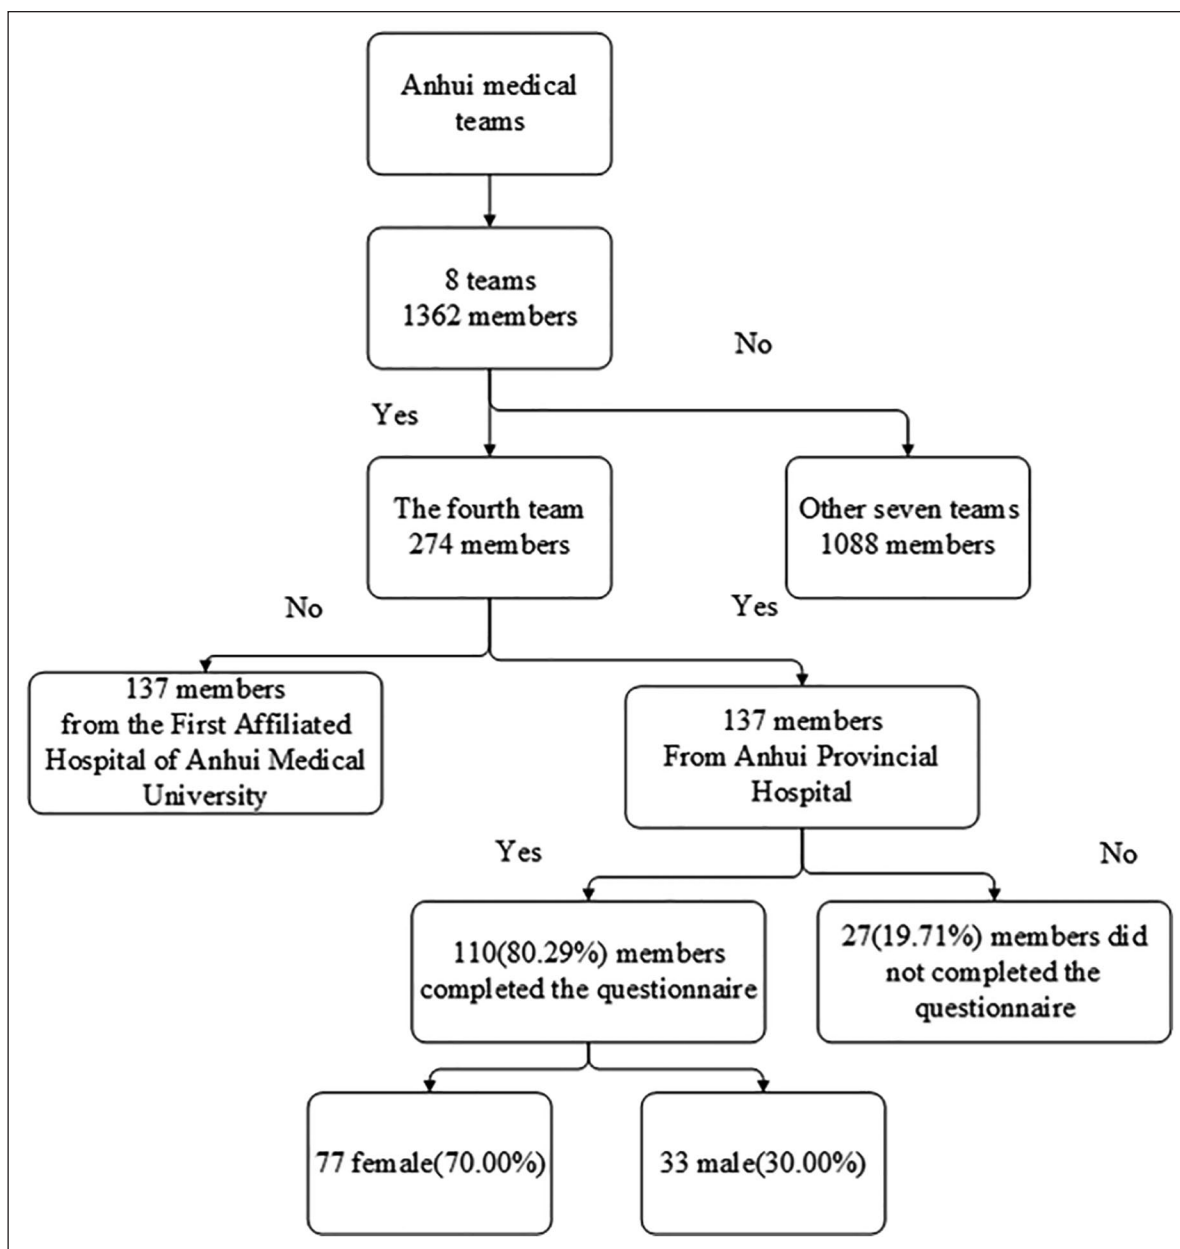 Anhui medical
teams
8 teams
1362 members
No
Yes
The fourth team
274 members
Other seven teams
1088 members
No
Yes
137 members
from the First Affiliated
Hospital of Anhui Medical
University
137 members
From Anhui Provincial
Hospital
Yes
No
110(80.29%) members
completed the questionnaire
27(19.71%) members did
not completed the
questionnaire
77 female(70.00%)
33 male(30.00%)